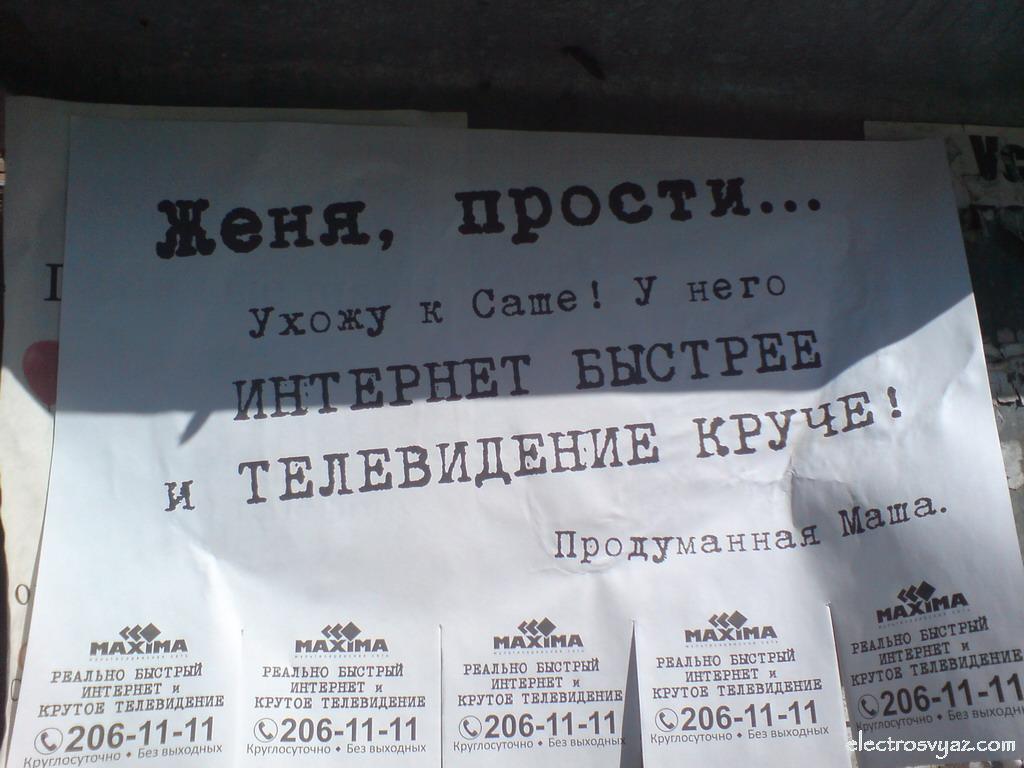 Женя, прости...
Ухожу к Саше! У него
ИНТЕРНЕТ БЫСТРЕЕ
и ТЕЛЕВИДЕНИЕ КРУЧЕ!
Продуманная Маша.
MAXIMA
РЕАЛЬНО БЫСТРЫЙ
ИНТЕРНЕТ и
КРУТОЕ ТЕЛЕВИДЕНИЕ
206-11-11
Круглосуточно • Без выходных
MAXIMA
РЕАЛЬНО БЫСТРЫЙ
ИНТЕРНЕТ и
КРУТОЕ ТЕЛЕВИДЕНИЕ
206-11-11
Круглосуточно • Без выходных
MAXIMA
РЕАЛЬНО БЫСТРЫЙ
ИНТЕРНЕТ и
КРУТОЕ ТЕЛЕВИДЕНИЕ
206-11-11
Круглосуточно • Без выходных
MAXIMA
РЕАЛЬНО БЫСТРЫЙ
ИНТЕРНЕТ и
КРУТОЕ ТЕЛЕВИДЕНИЕ
206-11-11
Круглосуточно • Без выходных
MAXIMA
РЕАЛЬНО БЫСТРЫЙ
ИНТЕРНЕТ и
КРУТОЕ ТЕЛЕВИДЕНИЕ
206-11-11
Круглосуточно • Без выходных
electrosvyaz.com